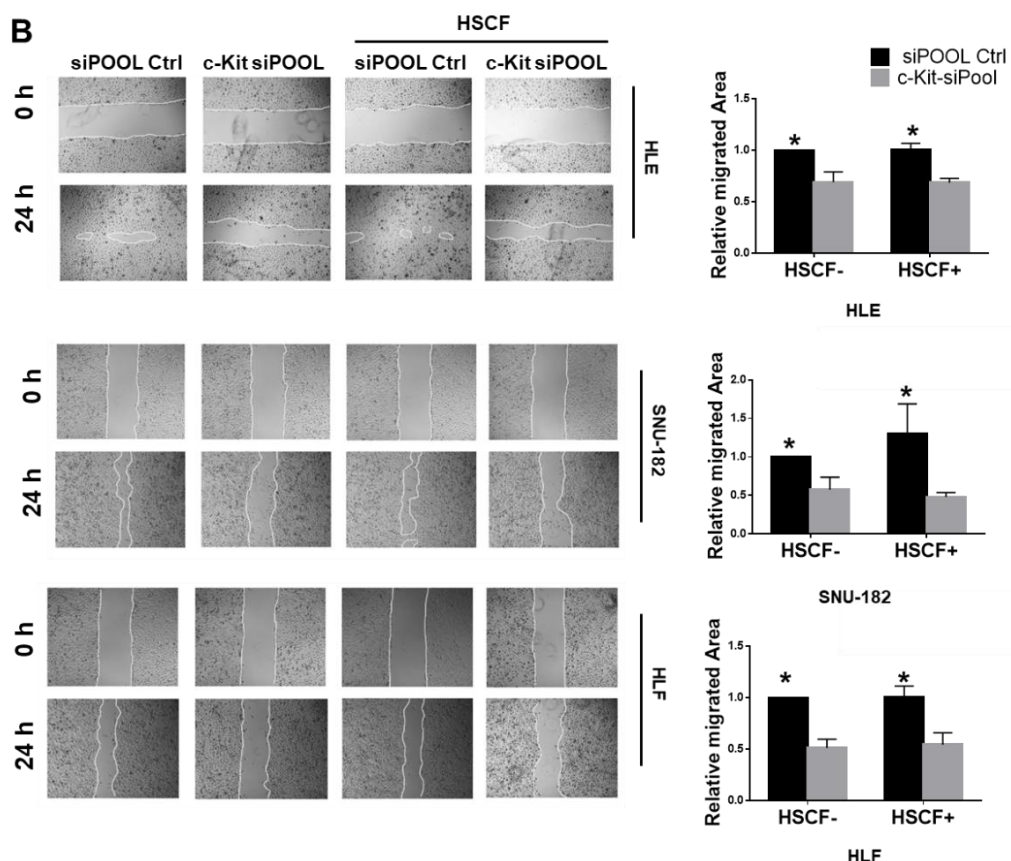 B
HSCF
siPOOL Ctrl c-Kit siPOOL siPOOL Ctrl c-Kit siPOOL
0 h
24 h
HLE
siPOOL Ctrl
c-Kit-siPool
Relative migrated Area
1.5
1.0
0.5
0.0
* *
HSCF- HSCF+
HLE
0 h
24 h
SNU-182
Relative migrated Area
2.0
1.5
1.0
0.5
0.0
* *
HSCF- HSCF+
SNU-182
0 h
24 h
HLF
Relative migrated Area
1.5
1.0
0.5
0.0
* *
HSCF- HSCF+
HLF